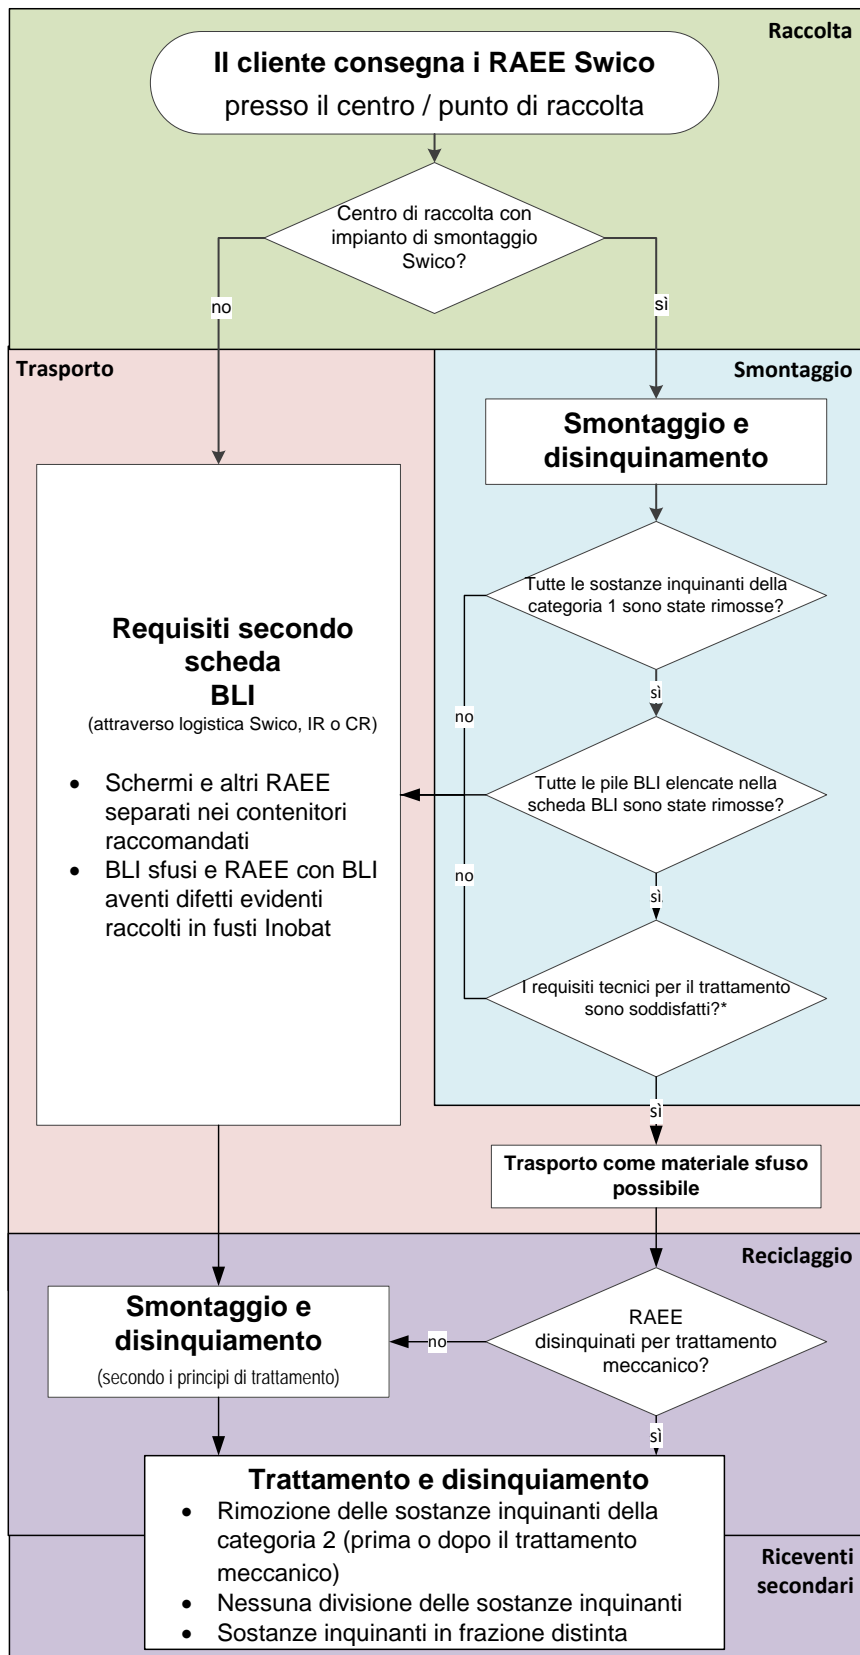 Raccolta
Il cliente consegna i RAEE Swico
presso il centro / punto di raccolta
Centro di raccolta con
impianto di smontaggio
Swico?
no
sì
Trasporto
Smontaggio
Smontaggio e
disinquinamento
Tutte le sostanze inquinanti della
categoria 1 sono state rimosse?
Requisiti secondo
scheda
BLI
(attraverso logistica Swico, IR o CR)
• Schermi e altri RAEE
separati nei contenitori
raccomandati
• BLI sfusi e RAEE con BLI
aventi difetti evidenti
raccolti in fusti Inobat
sì
no
Tutte le pile BLI elencate nella
scheda BLI sono state rimosse?
no
sì
I requisiti tecnici per il trattamento
sono soddisfatti?*
sì
Trasporto come materiale sfuso
possibile
Reciclaggio
Smontaggio e
disinquiamento
(secondo i principi di trattamento)
no
RAEE
disinquinati per trattamento
meccanico?
sì
Trattamento e disinquiamento
• Rimozione delle sostanze inquinanti della
categoria 2 (prima o dopo il trattamento
meccanico)
• Nessuna divisione delle sostanze inquinanti
• Sostanze inquinanti in frazione distinta
Riceventi
secondari